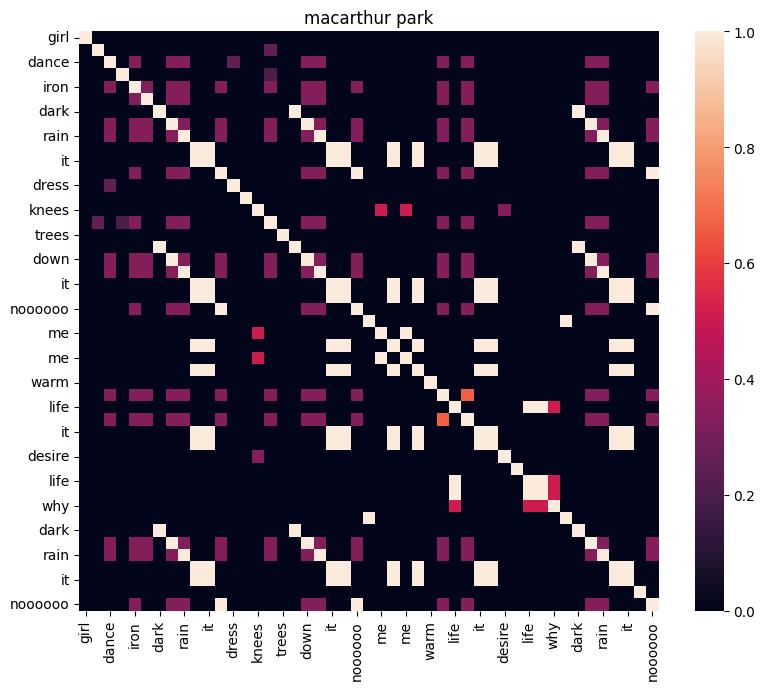 macarthur park
girl
dance
iron
dark
rain
it
dress
knees
trees
down
it
noooooo
me
me
warm
life
it
desire
life
why
dark
rain
it
noooooo
1.0
0.8
0.6
0.4
0.2
0.0
girl
dance
iron
dark
rain
it
dress
knees
trees
down
it
noooooo
me
me
warm
life
it
desire
life
why
dark
rain
it
noooooo